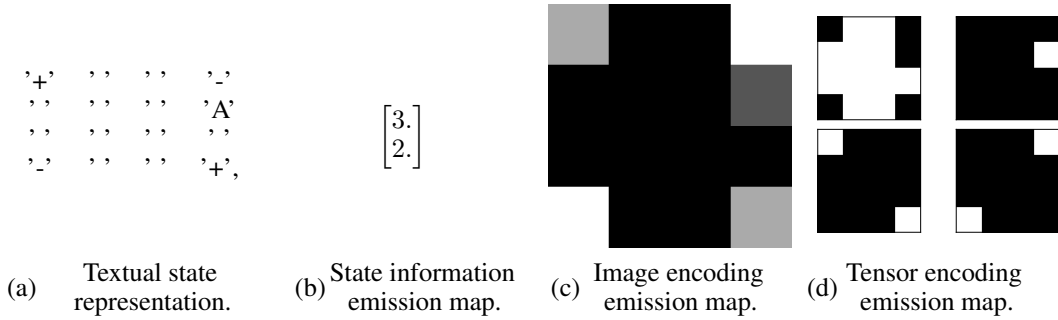 '+' ' ' ' ' '-'
' ' ' ' ' ' 'A'
' ' ' ' ' ' ' '
'-' ' ' ' ' '+',
[3.
2.]
(a) Textual state
representation.
(b) State information
emission map.
(c) Image encoding
emission map.
(d) Tensor encoding
emission map.